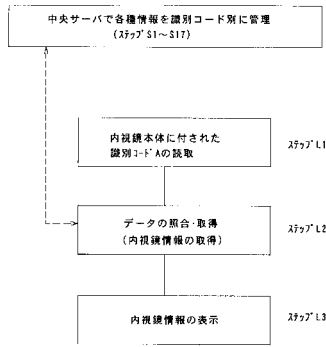 中央サーバで各種情報を識別コード別に管理
(ステップS1〜S17)
内視鏡本体に付された
識別コードAの読取
ステップL1
データの照合・取得
(内視鏡情報の取得)
ステップL2
内視鏡情報の表示
ステップL3